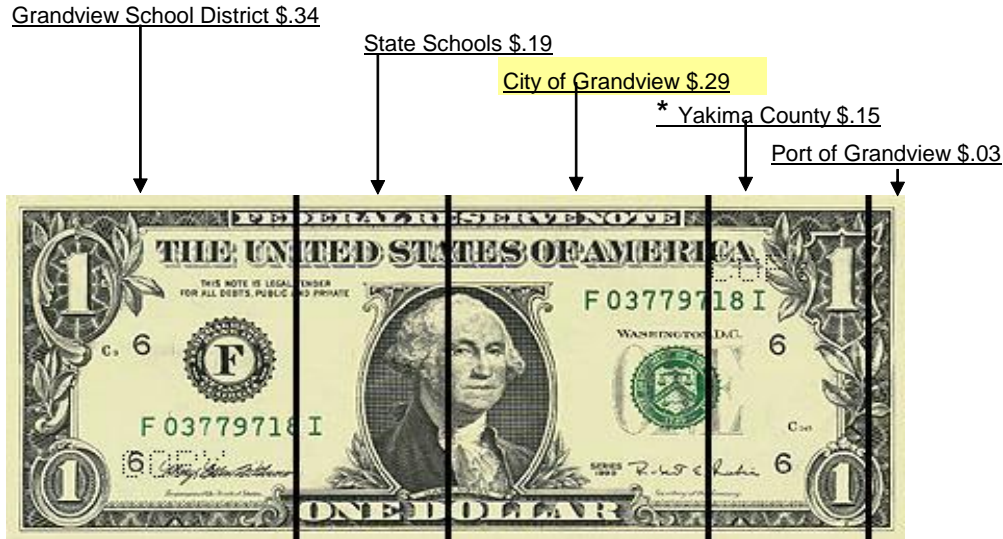 Grandview School District $.34
State Schools $.19
City of Grandview $.29
* Yakima County $.15
Port of Grandview $.03
FEDERAL RESERVE NOTE
THE UNITED STATES OF AMERICA
THIS NOTE IS LEGAL TENDER
FOR ALL DEBTS, PUBLIC AND PRIVATE
F 03779718 I
WASHINGTON, D.C.
6
6
F
ONE
F 03779718 I
6
6
SERIES
1
1
1
1
ONE DOLLAR